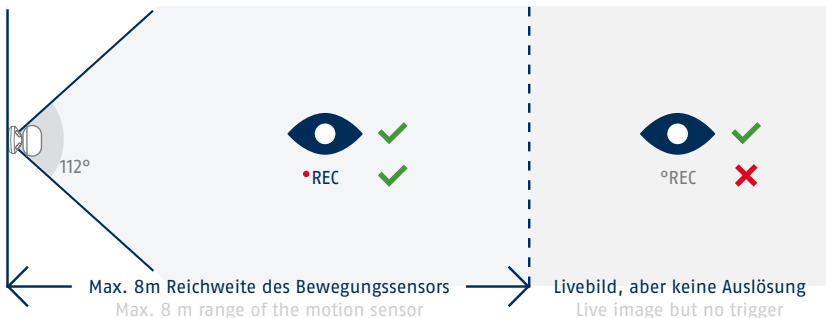 112°
•REC
°REC
Max. 8m Reichweite des Bewegungssensors
Livebild, aber keine Auslösung
Max. 8 m range of the motion sensor
Live image but no trigger